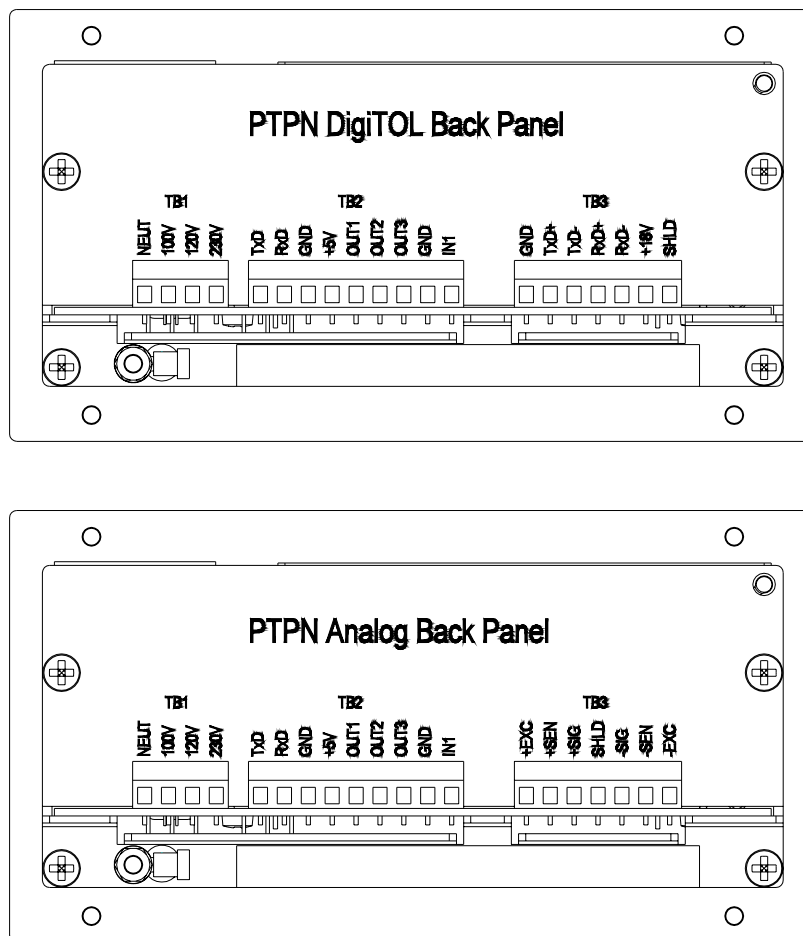 PTPN DigiTOL Back Panel
TB1 TB2 TB3
NEUT 100V 120V 230V TxD RxD GND +5V OUT1 OUT2 OUT3 GND IN1 GND TxD+ TxD- RxD+ RxD- +18V SHLD
PTPN Analog Back Panel
TB1 TB2 TB3
NEUT 100V 120V 230V TxD RxD GND +5V OUT1 OUT2 OUT3 GND IN1 +EXC +SEN +SIG SHLD -SIG -SEN -EXC